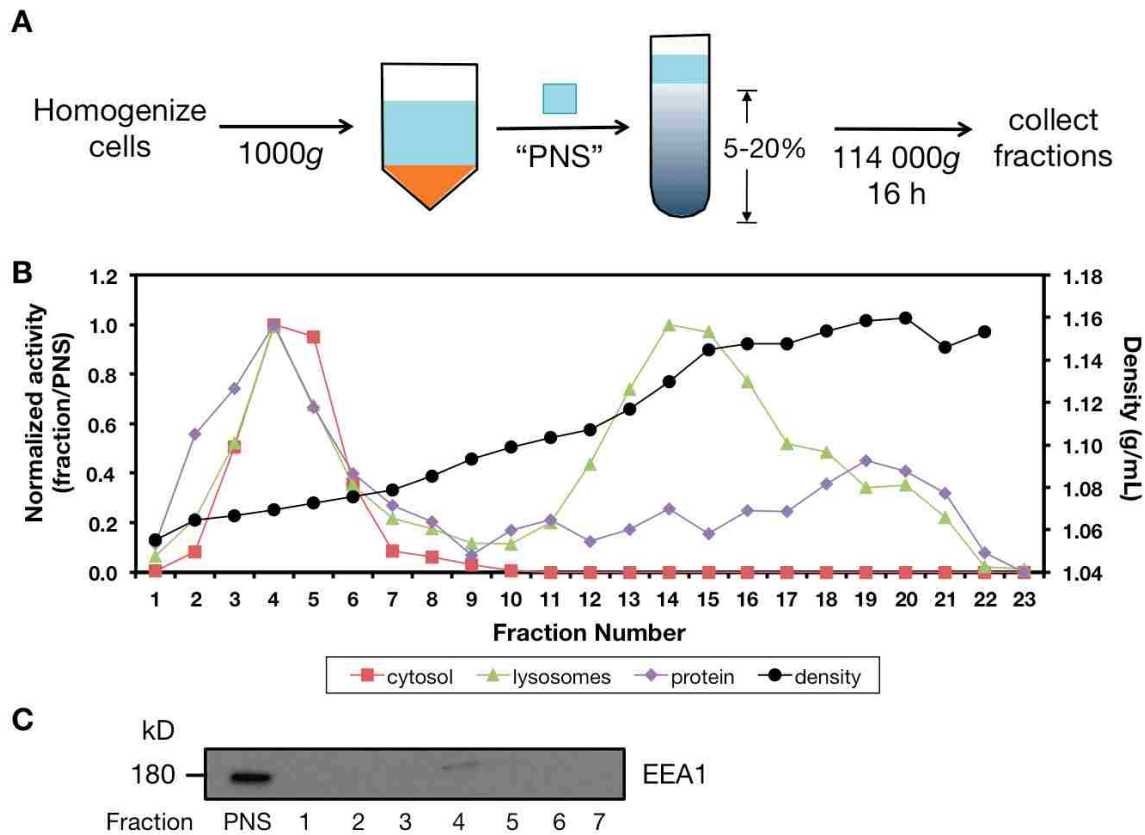 A
Homogenize
cells
1000g
“PNS”
5-20%
114 000g
16 h
collect
fractions
B
Normalized activity
(fraction/PNS)
1.2
1.0
0.8
0.6
0.4
0.2
0.0
1.18
1.16
1.14
1.12
1.10
1.08
1.06
1.04
Density (g/mL)
1 2 3 4 5 6 7 8 9 10 11 12 13 14 15 16 17 18 19 20 21 22 23
Fraction Number
cytosol lysosomes protein density
C
kD
180
EEA1
Fraction PNS 1 2 3 4 5 6 7